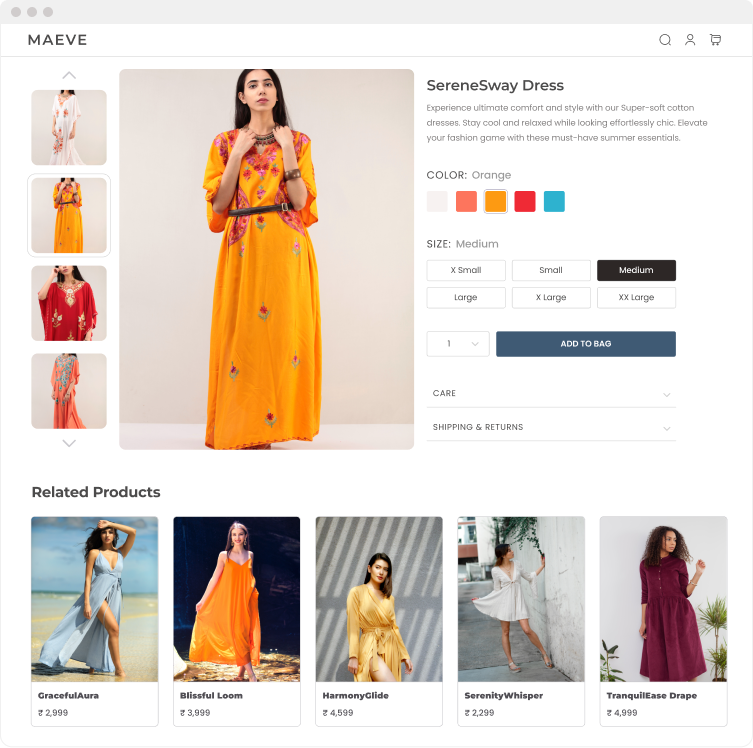 MAEVE
SereneSway Dress
Experience ultimate comfort and style with our Super-soft cotton
dresses. Stay cool and relaxed while looking effortlessly chic. Elevate
your fashion game with these must-have summer essentials.
COLOR: Orange
SIZE: Medium
X Small
Small
Medium
Large
X Large
XX Large
1
ADD TO BAG
CARE
SHIPPING & RETURNS
Related Products
GracefulAura
₹ 2,999
Blissful Loom
₹ 3,999
HarmonyGlide
₹ 4,599
SerenityWhisper
₹ 2,299
TranquilEase Drape
₹ 4,999